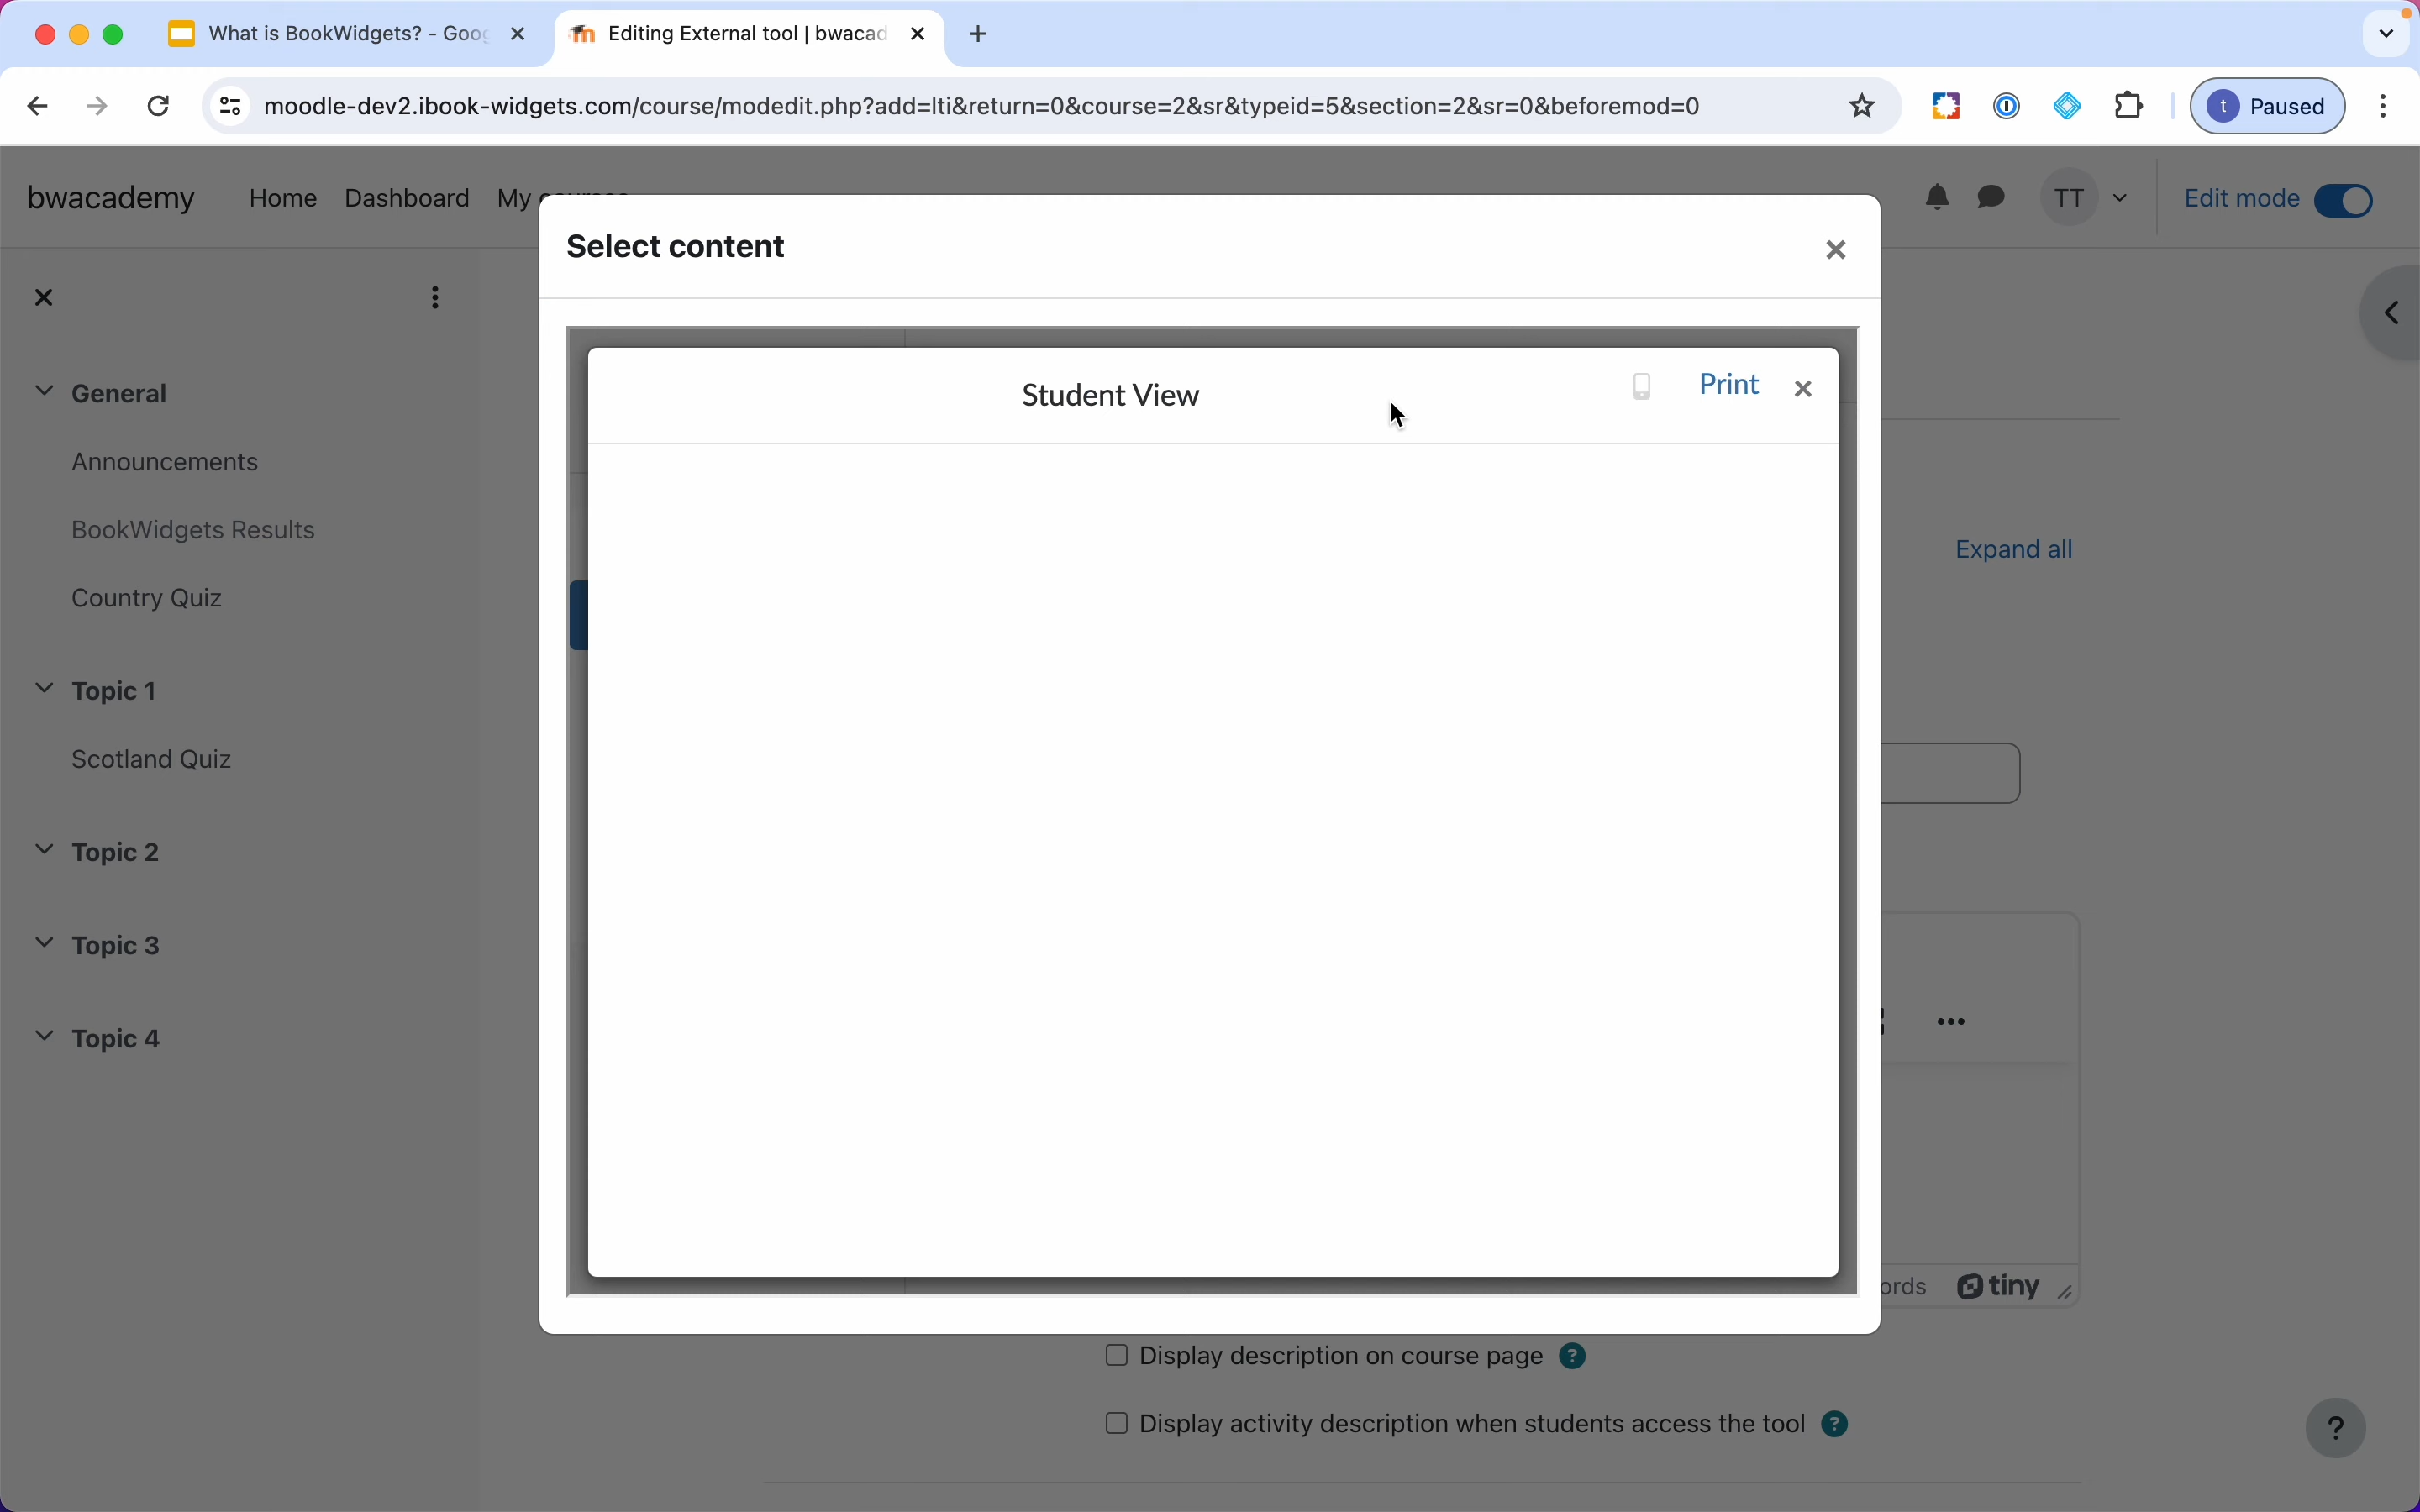 What is BookWidgets? - Goog
Editing External tool | bwacad
moodle-dev2.ibook-widgets.com/course/modedit.php?add=lti&return=0&course=2&sr&typeid=5&section=2&sr=0&beforemod=0
t Paused
bwacademy Home Dashboard My courses
TT Edit mode
Select content
Student View
Print
General
Announcements
BookWidgets Results
Country Quiz
Topic 1
Scotland Quiz
Topic 2
Topic 3
Topic 4
Expand all
ords tiny
Display description on course page ?
Display activity description when students access the tool ?
?